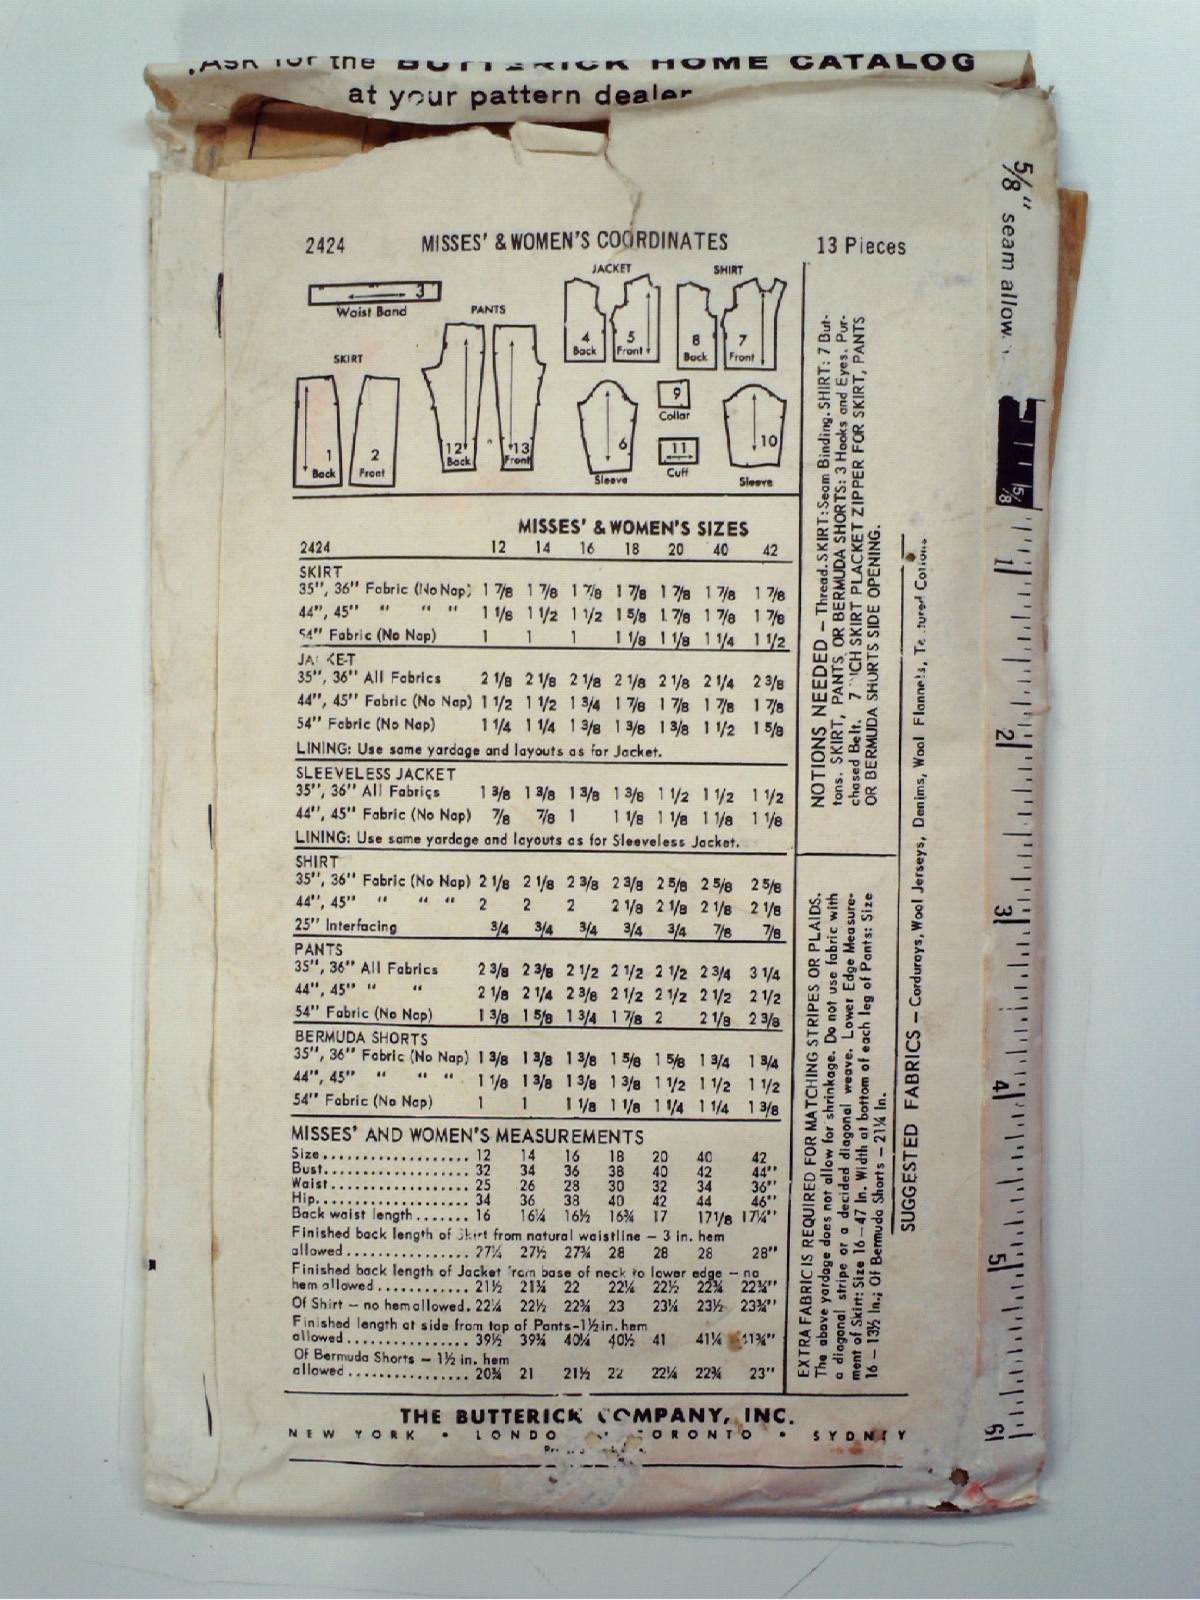 Ask for the BUTTERICK HOME CATALOG
at your pattern dealer
5/8" seam allow.
2424 MISSES' & WOMEN'S COORDINATES 13 Pieces
JACKET SHIRT
3
Waist Band
PANTS
4 Back 5 Front 8 Back 7 Front
SKIRT
9
Collar
1 Back 2 Front
12 Back 13 Front
6
Sleeve
11
Cuff
10
Sleeve
MISSES' & WOMEN'S SIZES
2424 12 14 16 18 20 40 42
SKIRT
35", 36" Fabric (No Nap) 1 7/8 1 7/8 1 7/8 1 7/8 1 7/8 1 7/8 1 7/8
44", 45" " " " 1 1/8 1 1/2 1 1/2 1 5/8 1 7/8 1 7/8 1 7/8
54" Fabric (No Nap) 1 1 1 1 1/8 1 1/8 1 1/4 1 1/2
JACKET
35", 36" All Fabrics 2 1/8 2 1/8 2 1/8 2 1/8 2 1/8 2 1/4 2 3/8
44", 45" Fabric (No Nap) 1 1/2 1 1/2 1 3/4 1 7/8 1 7/8 1 7/8 1 7/8
54" Fabric (No Nap) 1 1/4 1 1/4 1 3/8 1 3/8 1 3/8 1 1/2 1 5/8
LINING: Use same yardage and layouts as for Jacket.
SLEEVELESS JACKET
35", 36" All Fabrics 1 3/8 1 3/8 1 3/8 1 3/8 1 1/2 1 1/2 1 1/2
44", 45" Fabric (No Nap) 7/8 7/8 1 1 1/8 1 1/8 1 1/8 1 1/8
LINING: Use same yardage and layouts as for Sleeveless Jacket.
SHIRT
35", 36" Fabric (No Nap) 2 1/8 2 1/8 2 3/8 2 3/8 2 5/8 2 5/8 2 5/8
44", 45" " " " 2 2 2 2 1/8 2 1/8 2 1/8 2 1/8
25" Interfacing 3/4 3/4 3/4 3/4 3/4 7/8 7/8
PANTS
35", 36" All Fabrics 2 3/8 2 3/8 2 1/2 2 1/2 2 1/2 2 3/4 3 1/4
44", 45" " " 2 1/8 2 1/4 2 3/8 2 1/2 2 1/2 2 1/2 2 1/2
54" Fabric (No Nap) 1 3/8 1 5/8 1 3/4 1 7/8 2 2 1/8 2 3/8
BERMUDA SHORTS
35", 36" Fabric (No Nap) 1 3/8 1 3/8 1 3/8 1 5/8 1 5/8 1 3/4 1 3/4
44", 45" " " " 1 1/8 1 3/8 1 3/8 1 3/8 1 1/2 1 1/2 1 1/2
54" Fabric (No Nap) 1 1 1 1/8 1 1/8 1 1/4 1 1/4 1 3/8
MISSES' AND WOMEN'S MEASUREMENTS
Size.................... 12 14 16 18 20 40 42
Bust.................... 32 34 36 38 40 42 44"
Waist................... 25 26 28 30 32 34 36"
Hip..................... 34 36 38 40 42 44 46"
Back waist length....... 16 16¼ 16½ 16¾ 17 17 1/8 17¼"
Finished back length of Skirt from natural waistline – 3 in. hem
allowed................ 27¼ 27½ 27¾ 28 28 28 28"
Finished back length of Jacket from base of neck to lower edge – no
hem allowed........... 21½ 21¾ 22 22¼ 22½ 22¾ 22¾"
Of Shirt – no hem allowed. 22¼ 22½ 22¾ 23 23¼ 23½ 23¾"
Finished length at side from top of Pants-1½ in. hem
allowed................ 39½ 39¾ 40¼ 40½ 41 41¼ 41¾"
Of Bermuda Shorts – 1½ in. hem
allowed................ 20¾ 21 21½ 22 22¼ 22¾ 23"
NOTIONS NEEDED – Thread. SKIRT: Seam Binding. SHIRT: 7 But-
tons. SKIRT, PANTS OR BERMUDA SHORTS: 3 Hooks and Eyes. Pur-
chased Belt. 7 INCH SKIRT PLACKET ZIPPER FOR SKIRT, PANTS
OR BERMUDA SHURTS SIDE OPENING.
EXTRA FABRIC IS REQUIRED FOR MATCHING STRIPES OR PLAIDS.
The above yardage does not allow for shrinkage. Do not use fabric with
a diagonal stripe or a decided diagonal weave. Lower Edge Measure-
ment of Skirt: Size 16 – 47 In. Width at bottom of each leg of Pants: Size
16 – 13½ In.; Of Bermuda Shorts – 21¼ In.
SUGGESTED FABRICS – Corduroys, Wool Jerseys, Denims, Wool Flannels, Textured Cottons
5/8
1
2
3
4
5
6
THE BUTTERICK COMPANY, INC.
NEW YORK • LONDON TORONTO • SYDNEY